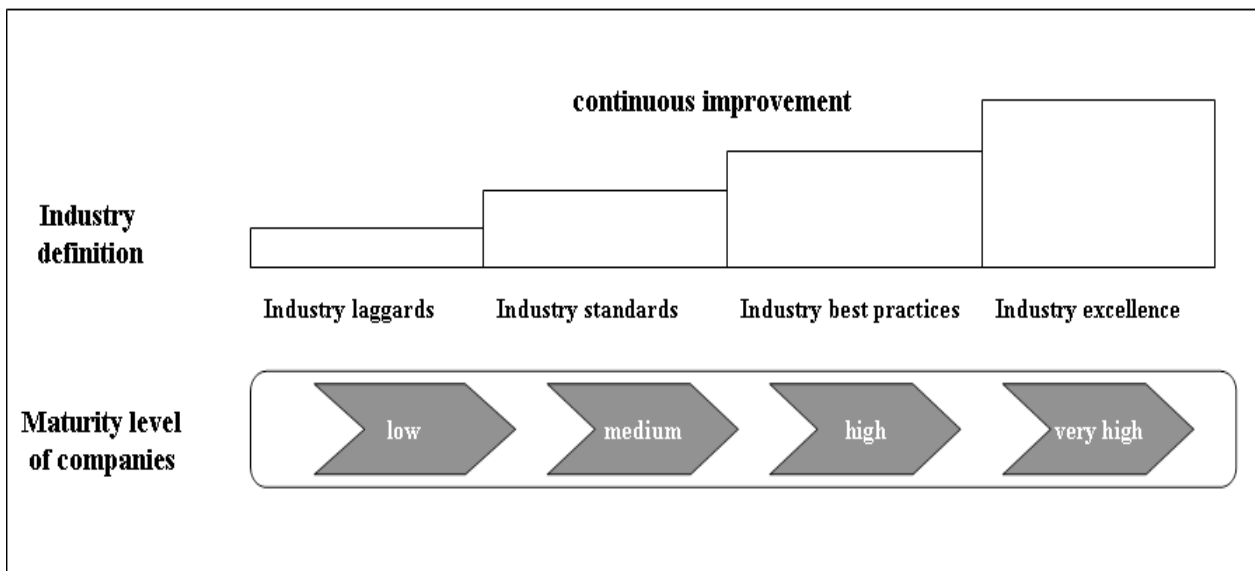 continuous improvement
Industry
definition
Industry laggards
Industry standards
Industry best practices
Industry excellence
Maturity level
of companies
low
medium
high
very high